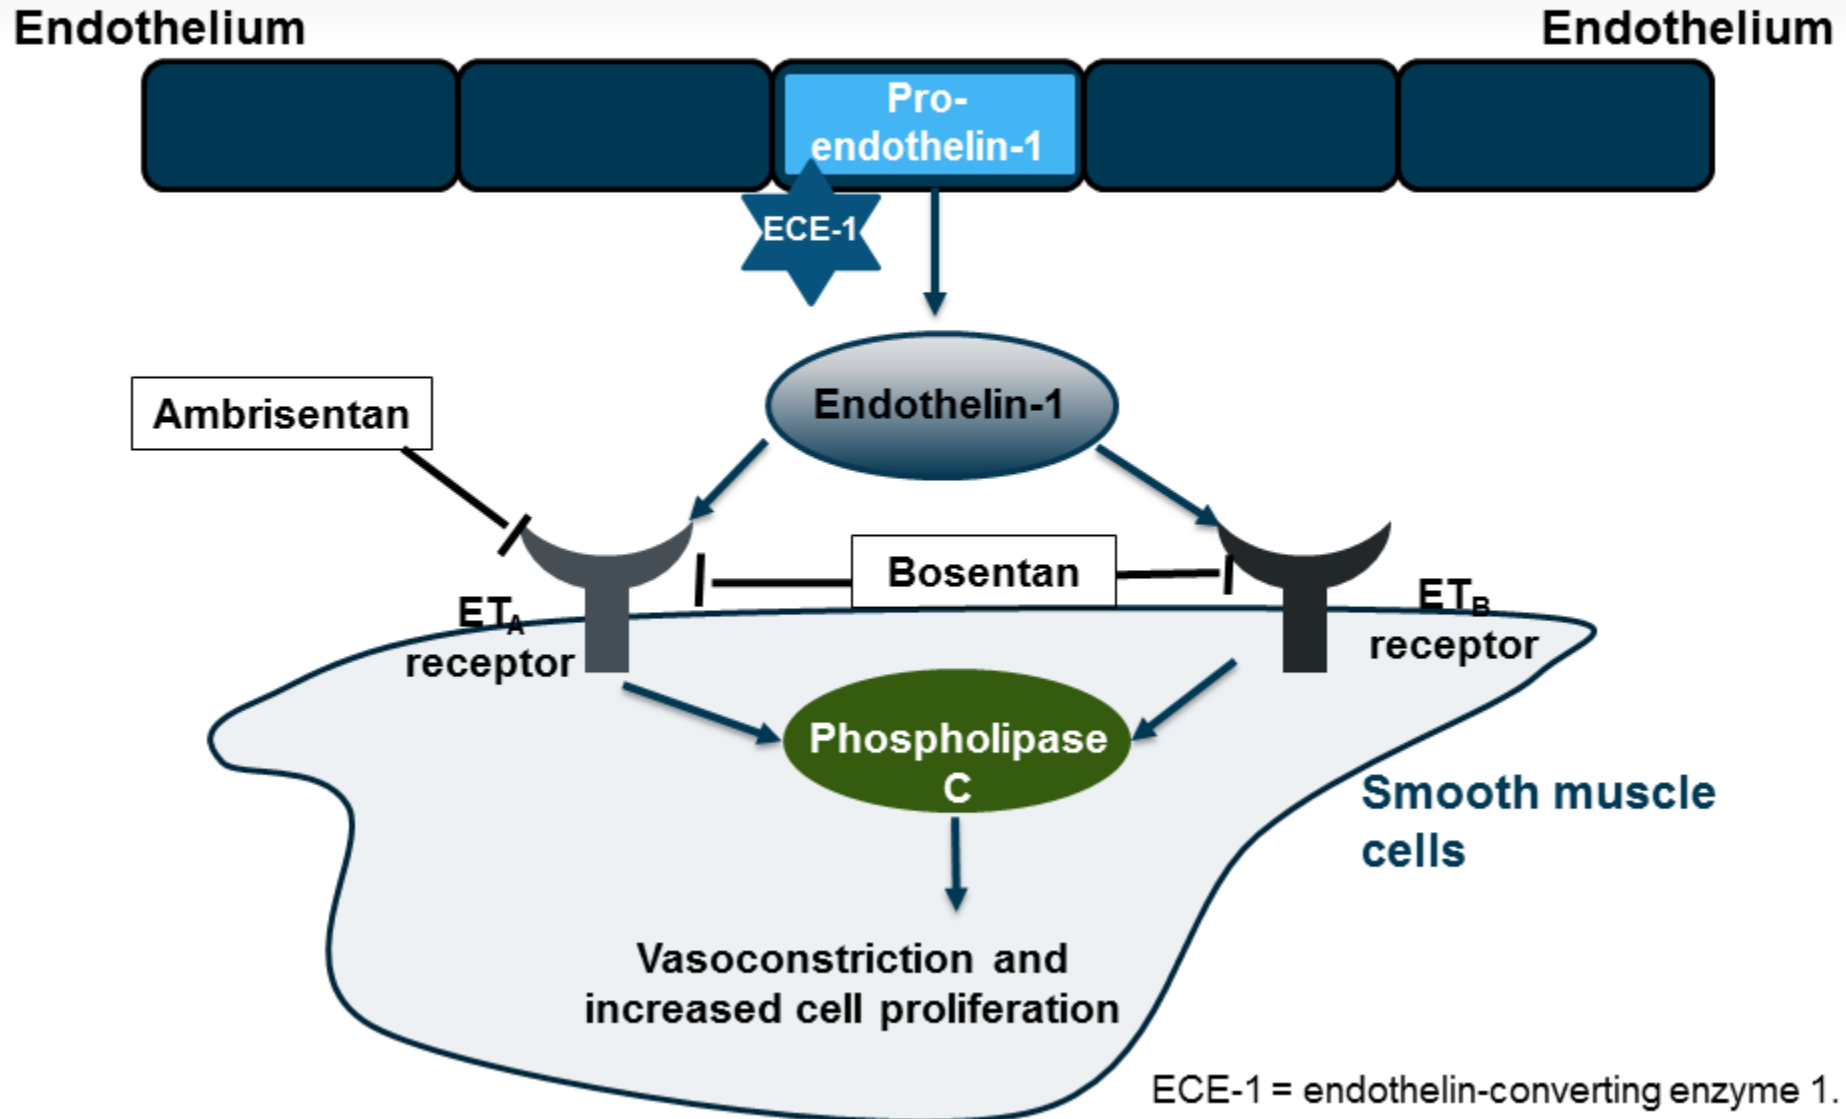 Endothelium
Endothelium
Pro-
endothelin-1
ECE-1
Endothelin-1
Ambrisentan
Bosentan
ETA
receptor
ETB
receptor
Phospholipase
C
Smooth muscle
cells
Vasoconstriction and
increased cell proliferation
ECE-1 = endothelin-converting enzyme 1.